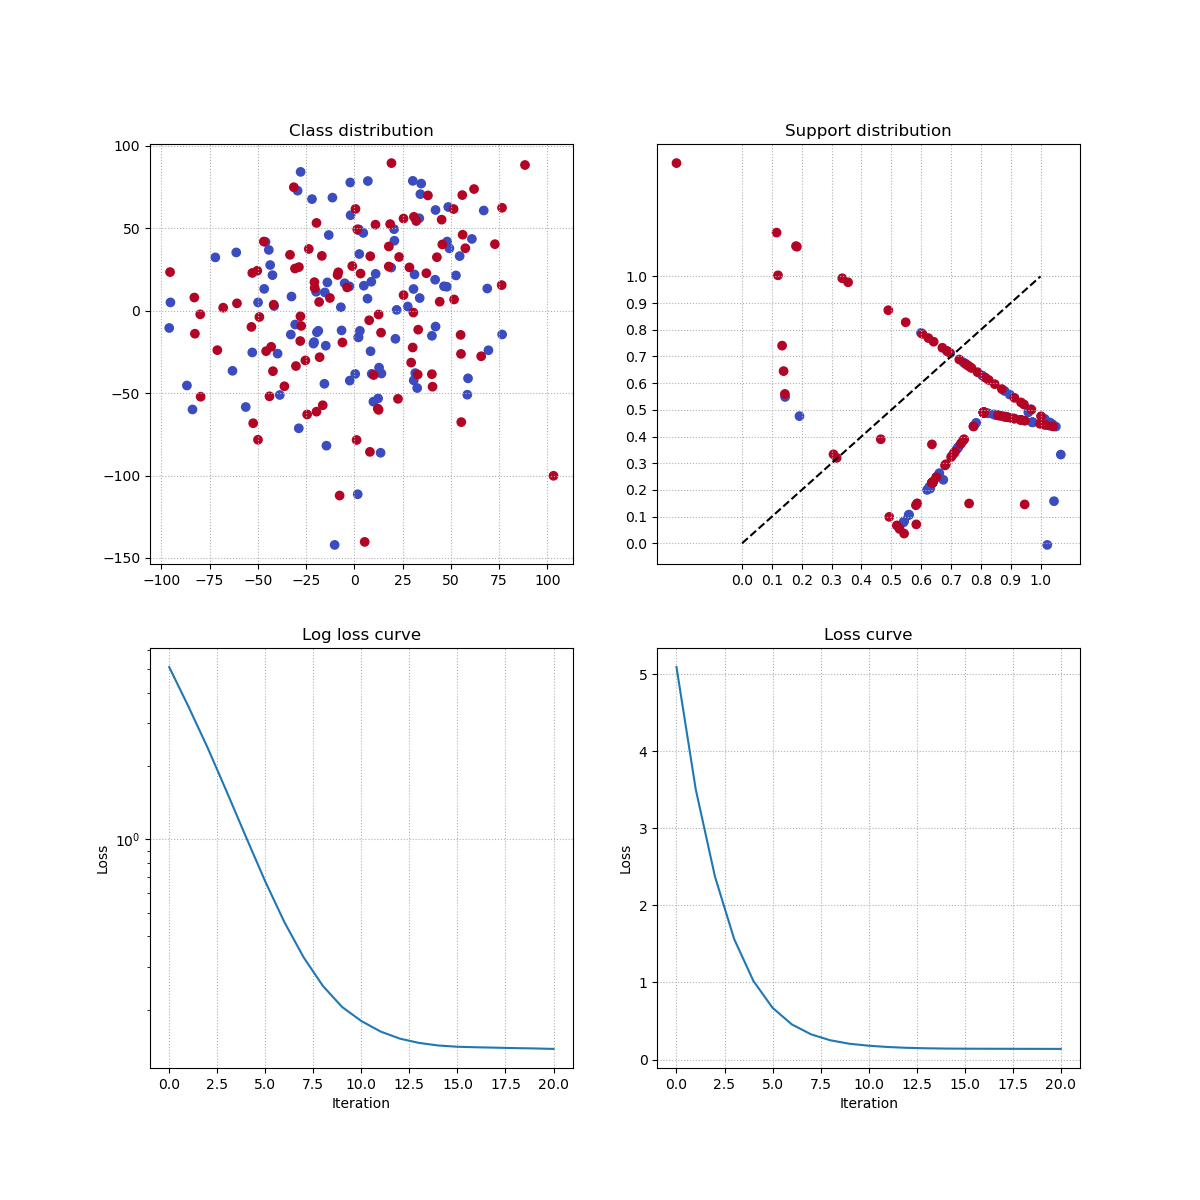 Class distribution
100
50
0
−50
−100
−150
−100 −75 −50 −25 0 25 50 75 100
Support distribution
1.0
0.9
0.8
0.7
0.6
0.5
0.4
0.3
0.2
0.1
0.0
0.0 0.1 0.2 0.3 0.4 0.5 0.6 0.7 0.8 0.9 1.0
Log loss curve
Loss
10⁰
0.0 2.5 5.0 7.5 10.0 12.5 15.0 17.5 20.0
Iteration
Loss curve
Loss
5
4
3
2
1
0
0.0 2.5 5.0 7.5 10.0 12.5 15.0 17.5 20.0
Iteration